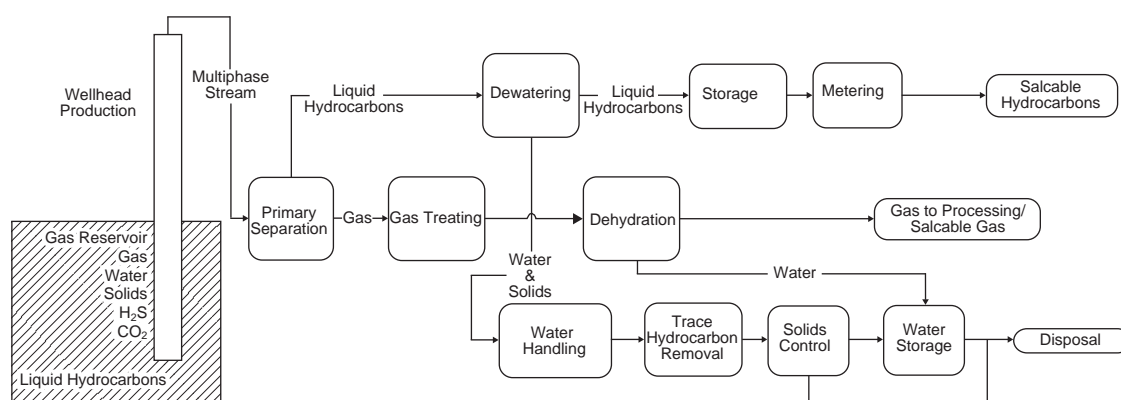 Wellhead
Production
Multiphase
Stream
Liquid
Hydrocarbons
Dewatering
Liquid
Hydrocarbons
Storage
Metering
Salcable
Hydrocarbons
Primary
Separation
Gas
Gas Treating
Dehydration
Gas to Processing/
Salcable Gas
Gas Reservoir
Gas
Water
Solids
H₂S
CO₂
Liquid Hydrocarbons
Water
&
Solids
Water
Water
Handling
Trace
Hydrocarbon
Removal
Solids
Control
Water
Storage
Disposal